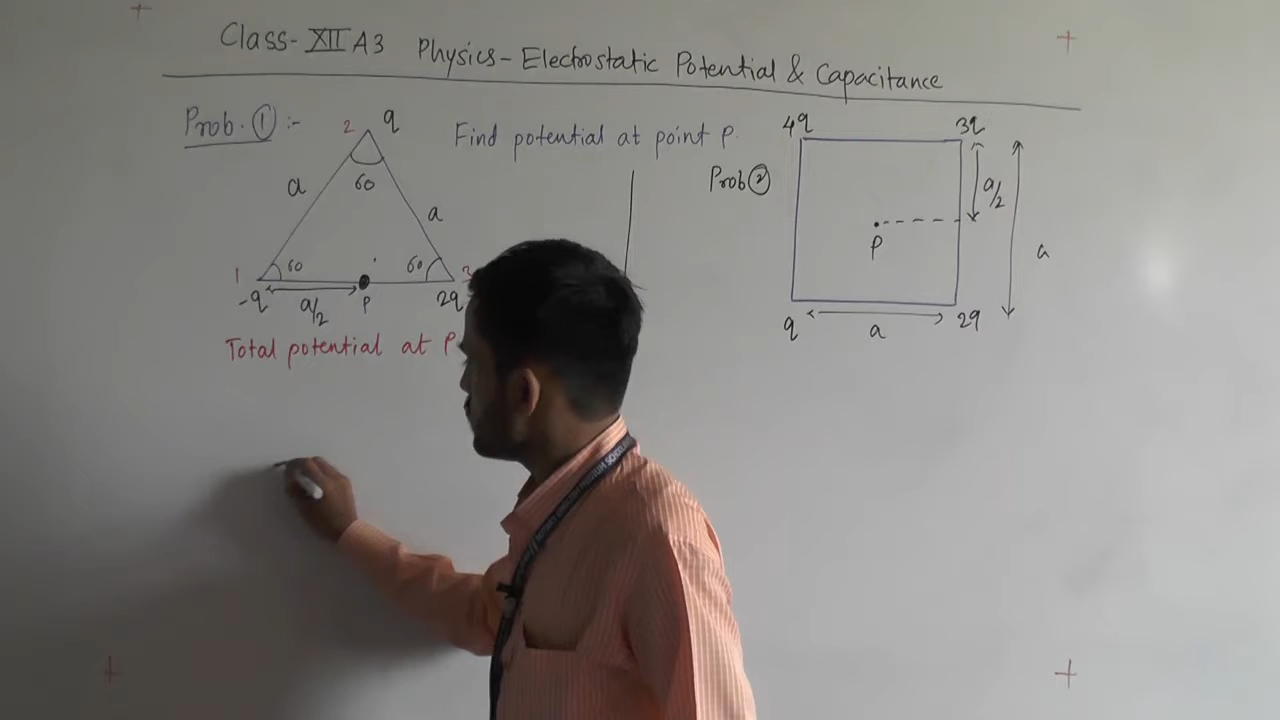 Class- XII A3 Physics - Electrostatic Potential & Capacitance
Prob. ① :-
2 q
Find potential at point P.
a
60
a
1
60
60
3
-q
a/2
P
2q
Total potential at P
Prob ②
4q
3q
a/2
P
a
q
a
2q